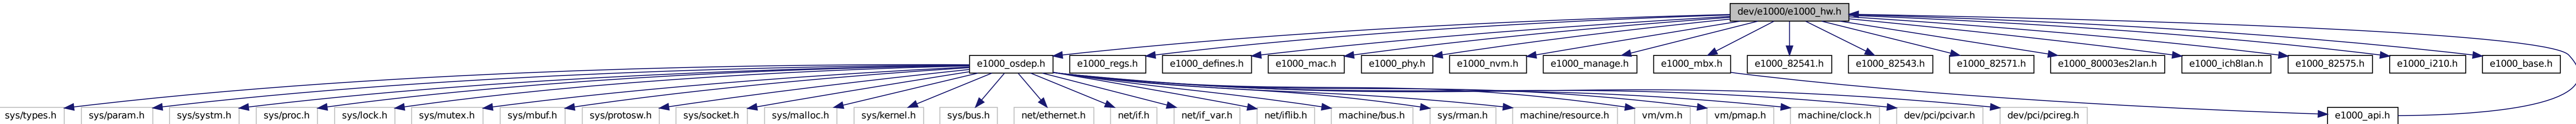 dev/e1000/e1000_hw.h
e1000_osdep.h e1000_regs.h e1000_defines.h e1000_mac.h e1000_phy.h e1000_nvm.h e1000_manage.h e1000_mbx.h e1000_82541.h e1000_82543.h e1000_82571.h e1000_80003es2lan.h e1000_ich8lan.h e1000_82575.h e1000_i210.h e1000_base.h
sys/types.h sys/param.h sys/systm.h sys/proc.h sys/lock.h sys/mutex.h sys/mbuf.h sys/protosw.h sys/socket.h sys/malloc.h sys/kernel.h sys/bus.h net/ethernet.h net/if.h net/if_var.h net/iflib.h machine/bus.h sys/rman.h machine/resource.h vm/vm.h vm/pmap.h machine/clock.h dev/pci/pcivar.h dev/pci/pcireg.h e1000_api.h